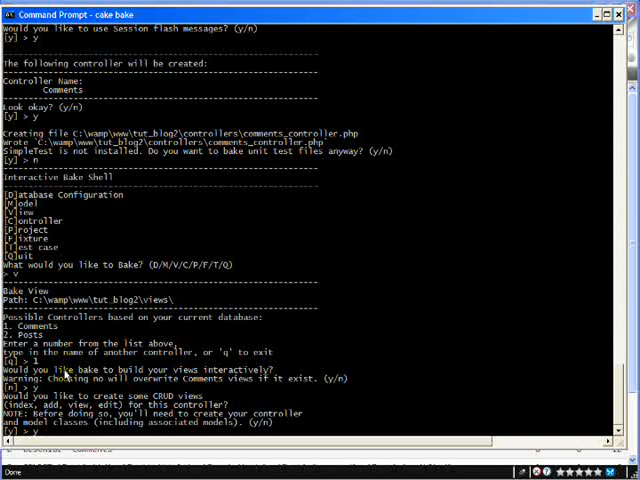 Command Prompt - cake bake
Would you like to use Session flash messages? (y/n)
[y] > y
The following controller will be created:
Controller Name:
Comments
Look okay? (y/n)
[y] > y
Creating file C:\wamp\www\tut_blog2\controllers\comments_controller.php
Wrote `C:\wamp\www\tut_blog2\controllers\comments_controller.php`
SimpleTest is not installed. Do you want to bake unit test files anyway? (y/n)
[y] > n
Interactive Bake Shell
[D]atabase Configuration
[M]odel
[V]iew
[C]ontroller
[P]roject
[F]ixture
[T]est case
[Q]uit
What would you like to Bake? (D/M/V/C/P/F/T/Q)
> v
Bake View
Path: C:\wamp\www\tut_blog2\views\
Possible Controllers based on your current database:
1. Comments
2. Posts
Enter a number from the list above,
type in the name of another controller, or 'q' to exit
[q] > 1
Would you like bake to build your views interactively?
Warning: Choosing no will overwrite Comments views if it exist. (y/n)
[n] > y
Would you like to create some CRUD views
(index, add, view, edit) for this controller?
NOTE: Before doing so, you'll need to create your controller
and model classes (including associated models). (y/n)
[y] > y
Done